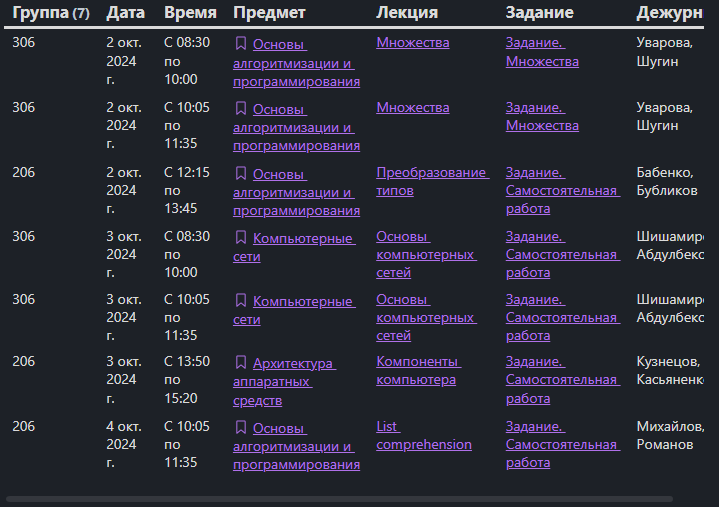 Группа (7) Дата Время Предмет Лекция Задание Дежурн
306 2 окт. С 08:30 Основы Множества Задание. Уварова,
2024 по алгоритмизации и Множества Шугин
г. 10:00 программирования
306 2 окт. С 10:05 Основы Множества Задание. Уварова,
2024 по алгоритмизации и Множества Шугин
г. 11:35 программирования
206 2 окт. С 12:15 Основы Преобразование Задание. Бабенко,
2024 по алгоритмизации и типов Самостоятельная Бубликов
г. 13:45 программирования работа
306 3 окт. С 08:30 Компьютерные Основы Задание. Шишамиро
2024 по сети компьютерных Самостоятельная Абдулбекс
г. 10:00 сетей работа
306 3 окт. С 10:05 Компьютерные Основы Задание. Шишамиро
2024 по сети компьютерных Самостоятельная Абдулбекс
г. 11:35 сетей работа
206 3 окт. С 13:50 Архитектура Компоненты Задание. Кузнецов,
2024 по аппаратных компьютера Самостоятельная Касьяненко
г. 15:20 средств работа
206 4 окт. С 10:05 Основы List Задание. Михайлов,
2024 по алгоритмизации и comprehension Самостоятельная Романов
г. 11:35 программирования работа